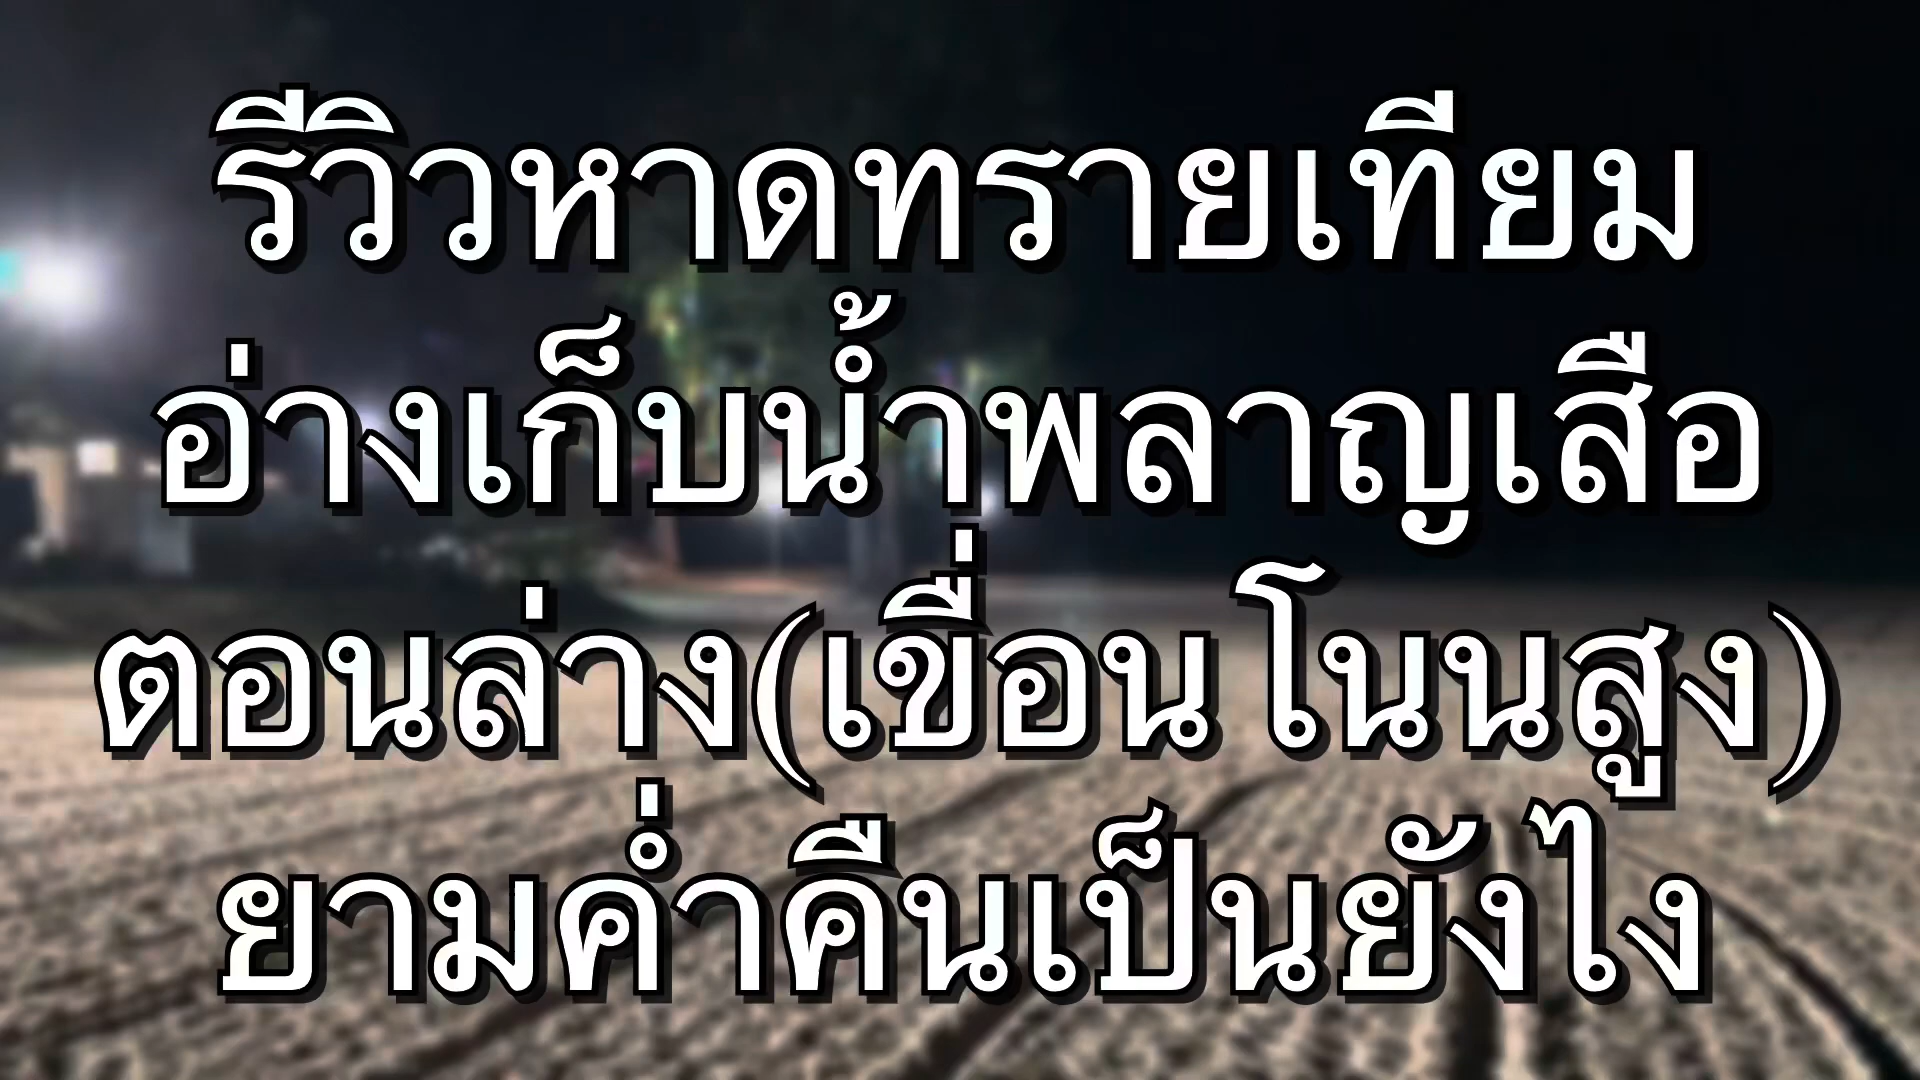 รีวิวหาดทรายเทียม
อ่างเก็บน้ำพลาญเสือ
ตอนล่าง(เขื่อนโนนสูง)
ยามค่ำคืนเป็นยังไง